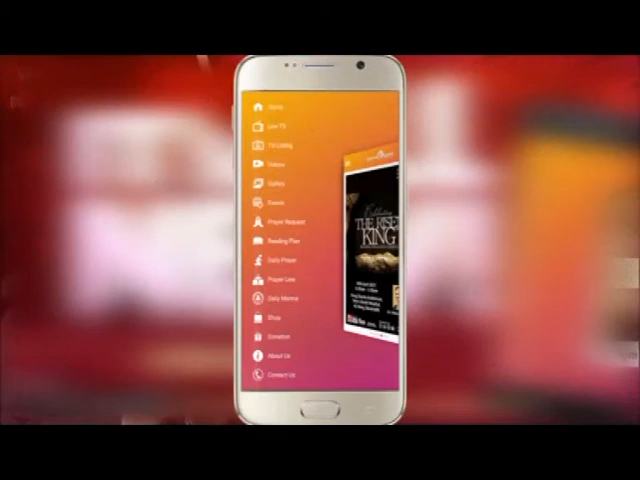 Home
Live TV
TV Listing
Videos
Gallery
Events
Prayer Request
Reading Plan
Daily Prayer
Prayer Line
Daily Manna
Shop
Donation
About Us
Contact Us
Celebrating
THE RISEN
KING